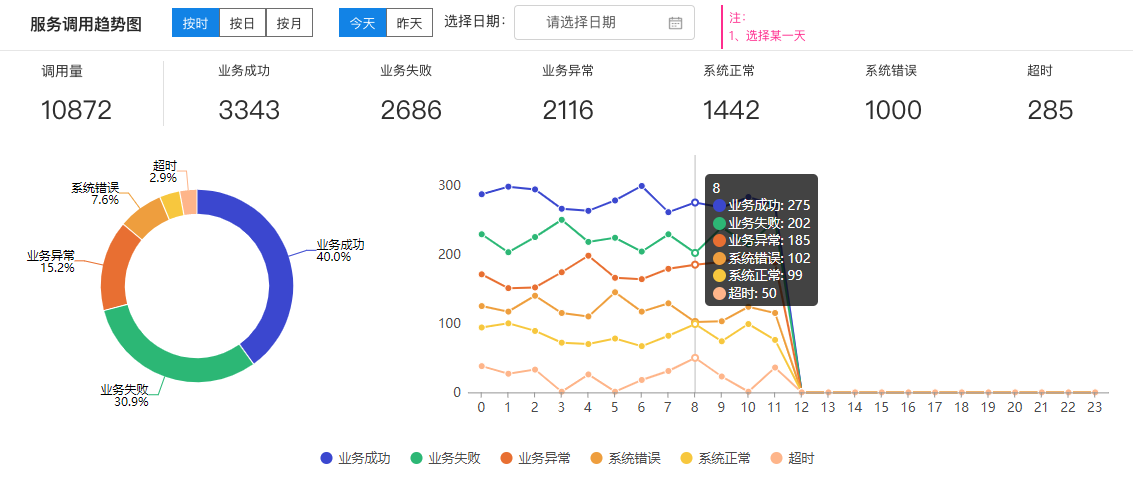 服务调用趋势图 按时 按日 按月 今天 昨天 选择日期: 请选择日期
注:
1、选择某一天
调用量 业务成功 业务失败 业务异常 系统正常 系统错误 超时
10872 3343 2686 2116 1442 1000 285
超时
2.9%
系统错误
7.6%
业务异常
15.2%
业务成功
40.0%
业务失败
30.9%
300
200
100
0
8
业务成功: 275
业务失败: 202
业务异常: 185
系统错误: 102
系统正常: 99
超时: 50
0 1 2 3 4 5 6 7 8 9 10 11 12 13 14 15 16 17 18 19 20 21 22 23
业务成功 业务失败 业务异常 系统错误 系统正常 超时